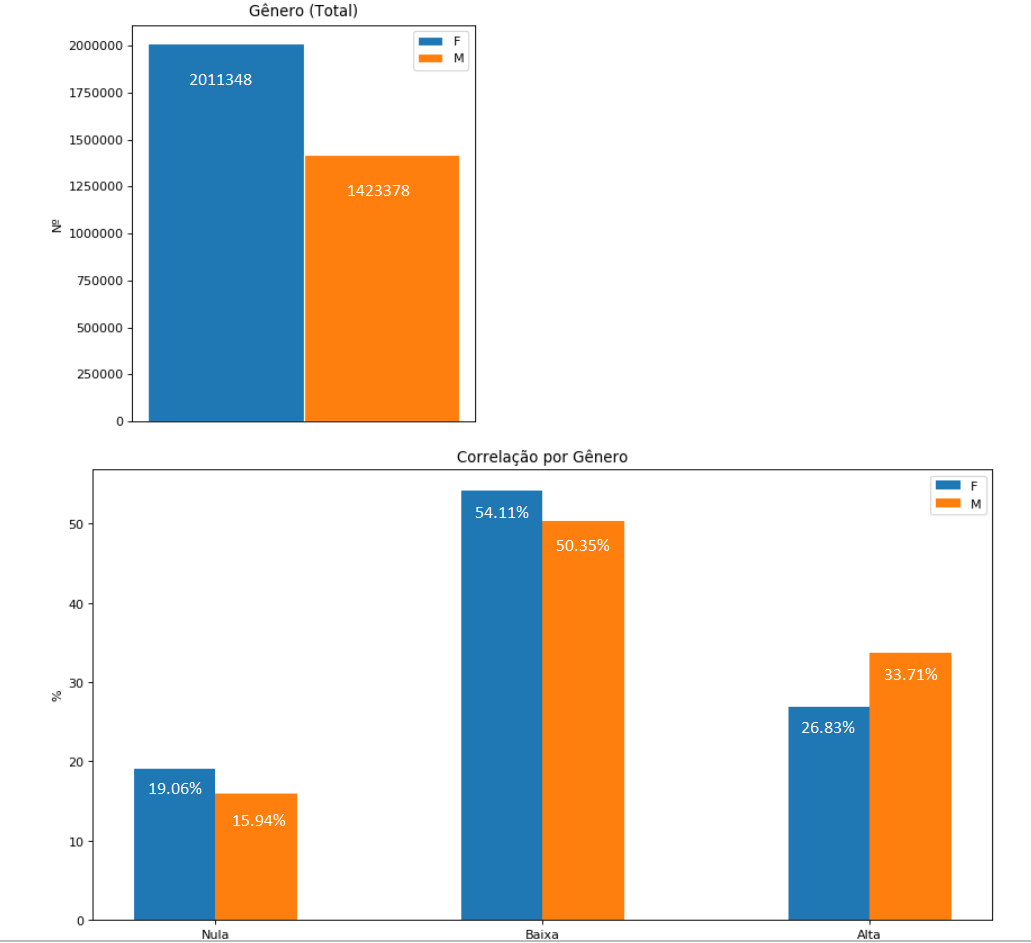 Gênero (Total)
F
M
2000000
1750000
1500000
1250000
1000000
750000
500000
250000
0
Nº
2011348
1423378
Correlação por Gênero
F
M
50
40
30
20
10
0
%
19.06%
15.94%
54.11%
50.35%
26.83%
33.71%
Nula
Baixa
Alta